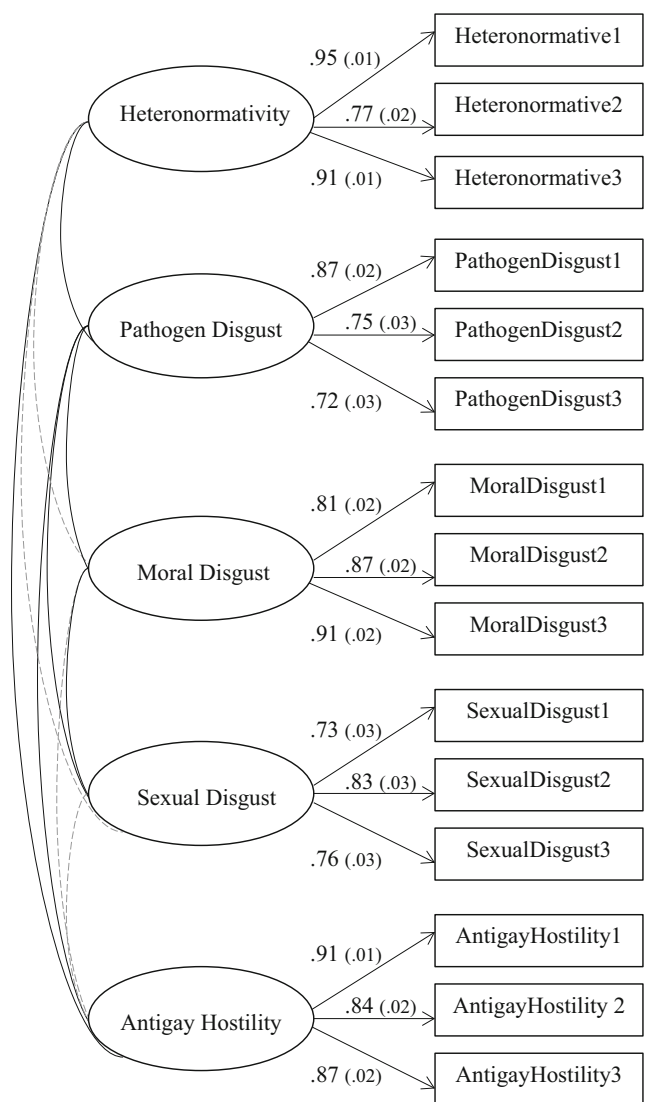 Heteronormativity
.95 (.01)
Heteronormative1
.77 (.02)
Heteronormative2
.91 (.01)
Heteronormative3
Pathogen Disgust
.87 (.02)
PathogenDisgust1
.75 (.03)
PathogenDisgust2
.72 (.03)
PathogenDisgust3
Moral Disgust
.81 (.02)
MoralDisgust1
.87 (.02)
MoralDisgust2
.91 (.02)
MoralDisgust3
Sexual Disgust
.73 (.03)
SexualDisgust1
.83 (.03)
SexualDisgust2
.76 (.03)
SexualDisgust3
Antigay Hostility
.91 (.01)
AntigayHostility1
.84 (.02)
AntigayHostility 2
.87 (.02)
AntigayHostility3